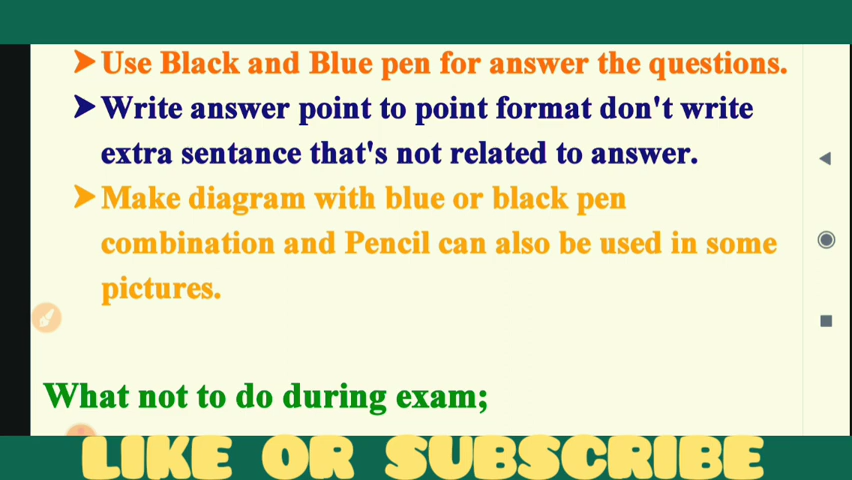 ➤Use Black and Blue pen for answer the questions.
➤Write answer point to point format don't write
extra sentance that's not related to answer.
➤Make diagram with blue or black pen
combination and Pencil can also be used in some
pictures.
What not to do during exam;
LIKE OR SUBSCRIBE